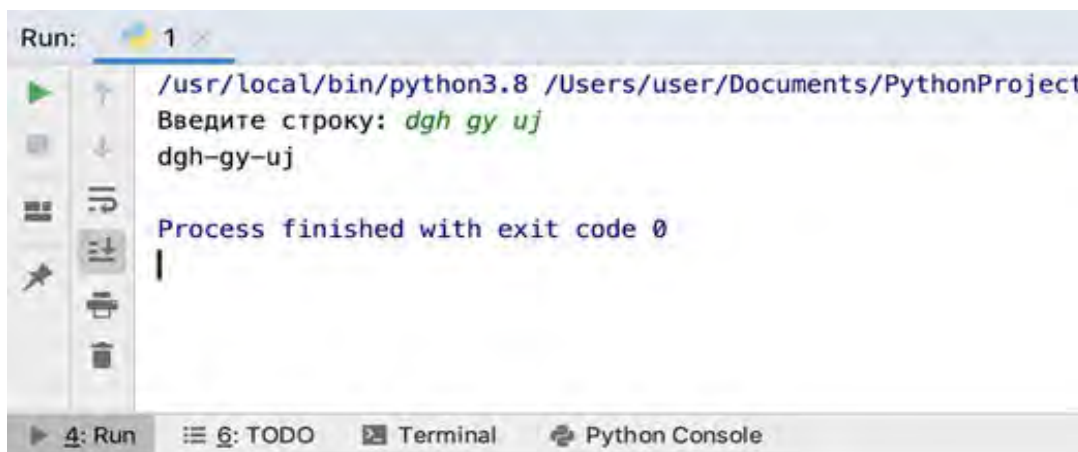 Run: 1
/usr/local/bin/python3.8 /Users/user/Documents/PythonProject
Введите строку: dgh gy uj
dgh-gy-uj
Process finished with exit code 0
4: Run 6: TODO Terminal Python Console